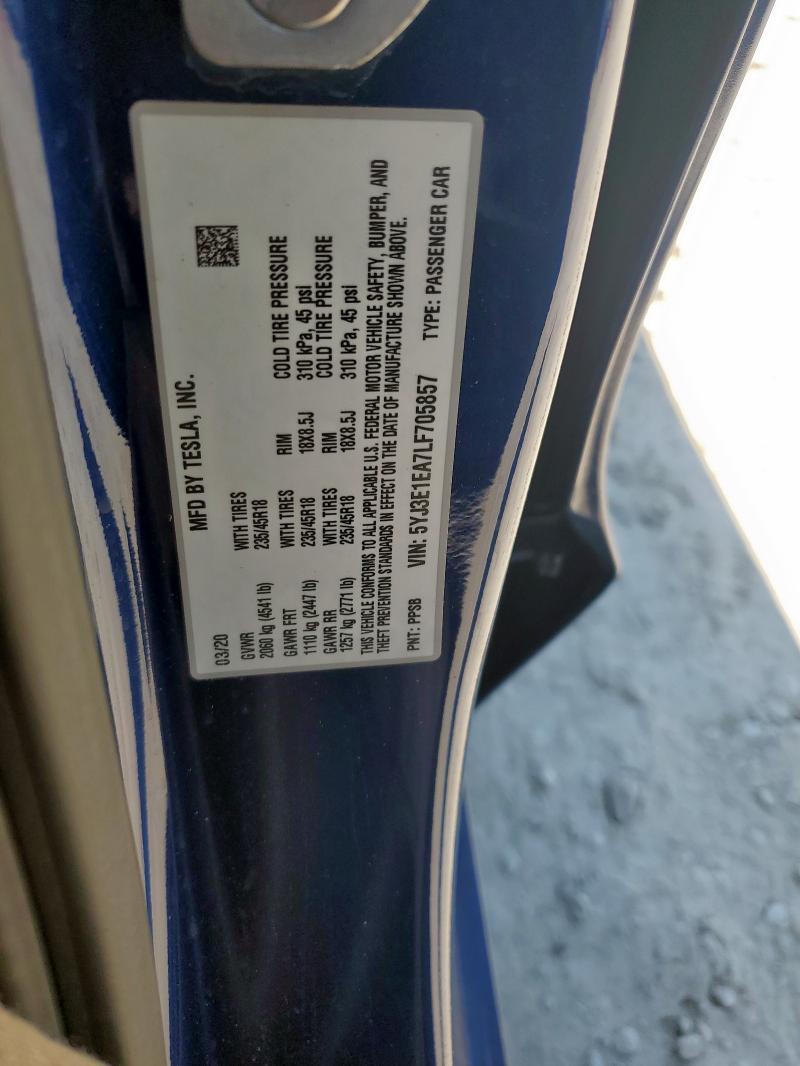 MFD BY TESLA, INC.
03/20
GVWR WITH TIRES
2060 kg (4541 lb) 235/45R18
GAWR FRT WITH TIRES RIM COLD TIRE PRESSURE
1110 kg (2447 lb) 235/45R18 18X8.5J 310 kPa, 45 psi
GAWR RR WITH TIRES RIM COLD TIRE PRESSURE
1257 kg (2771 lb) 235/45R18 18X8.5J 310 kPa, 45 psi
THIS VEHICLE CONFORMS TO ALL APPLICABLE U.S. FEDERAL MOTOR VEHICLE SAFETY, BUMPER, AND
THEFT PREVENTION STANDARDS IN EFFECT ON THE DATE OF MANUFACTURE SHOWN ABOVE.
PNT: PPSB VIN: 5YJ3E1EA7LF705857 TYPE: PASSENGER CAR